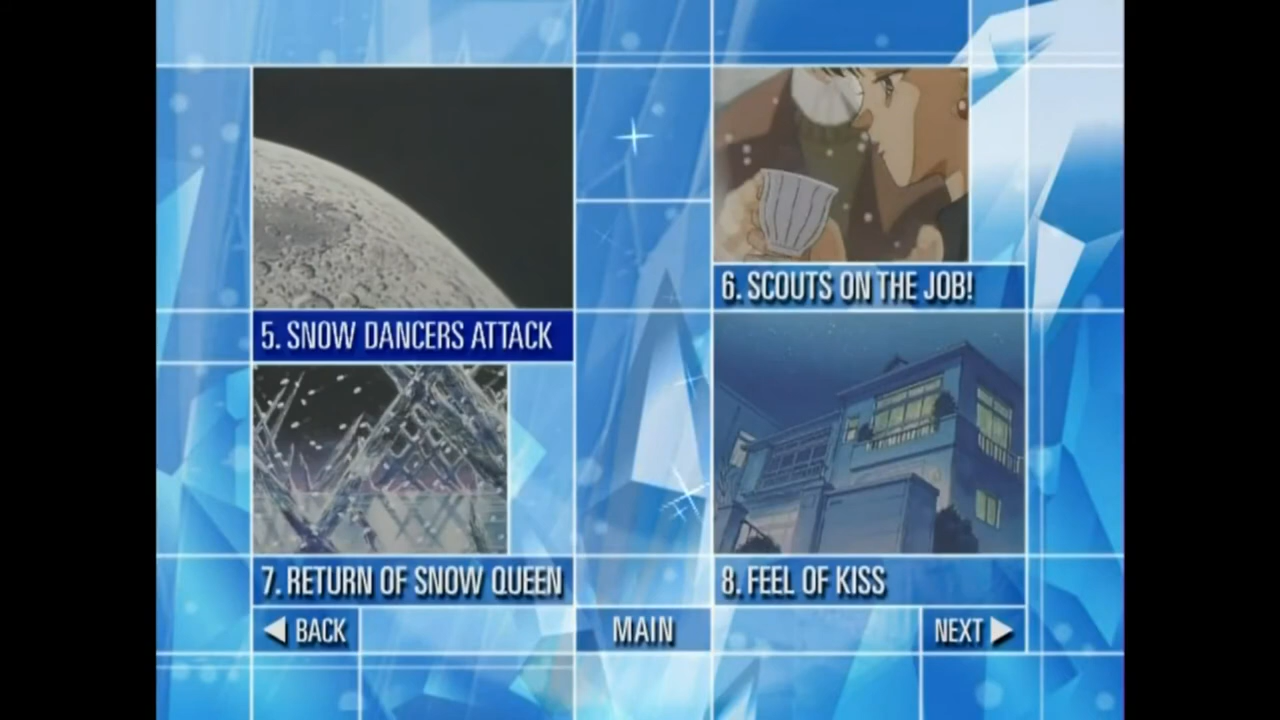 5. SNOW DANCERS ATTACK
6. SCOUTS ON THE JOB!
7. RETURN OF SNOW QUEEN
8. FEEL OF KISS
◀ BACK
MAIN
NEXT ▶